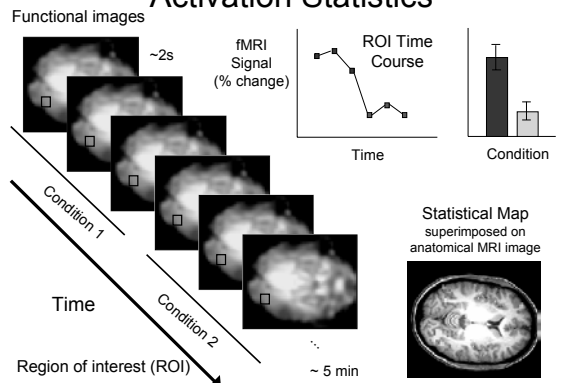 Activation Statistics
Functional images
~2s
fMRI
Signal
(% change)
ROI Time
Course
Time
Condition
Condition 1
Condition 2
Statistical Map
superimposed on
anatomical MRI image
Time
...
~ 5 min
Region of interest (ROI)